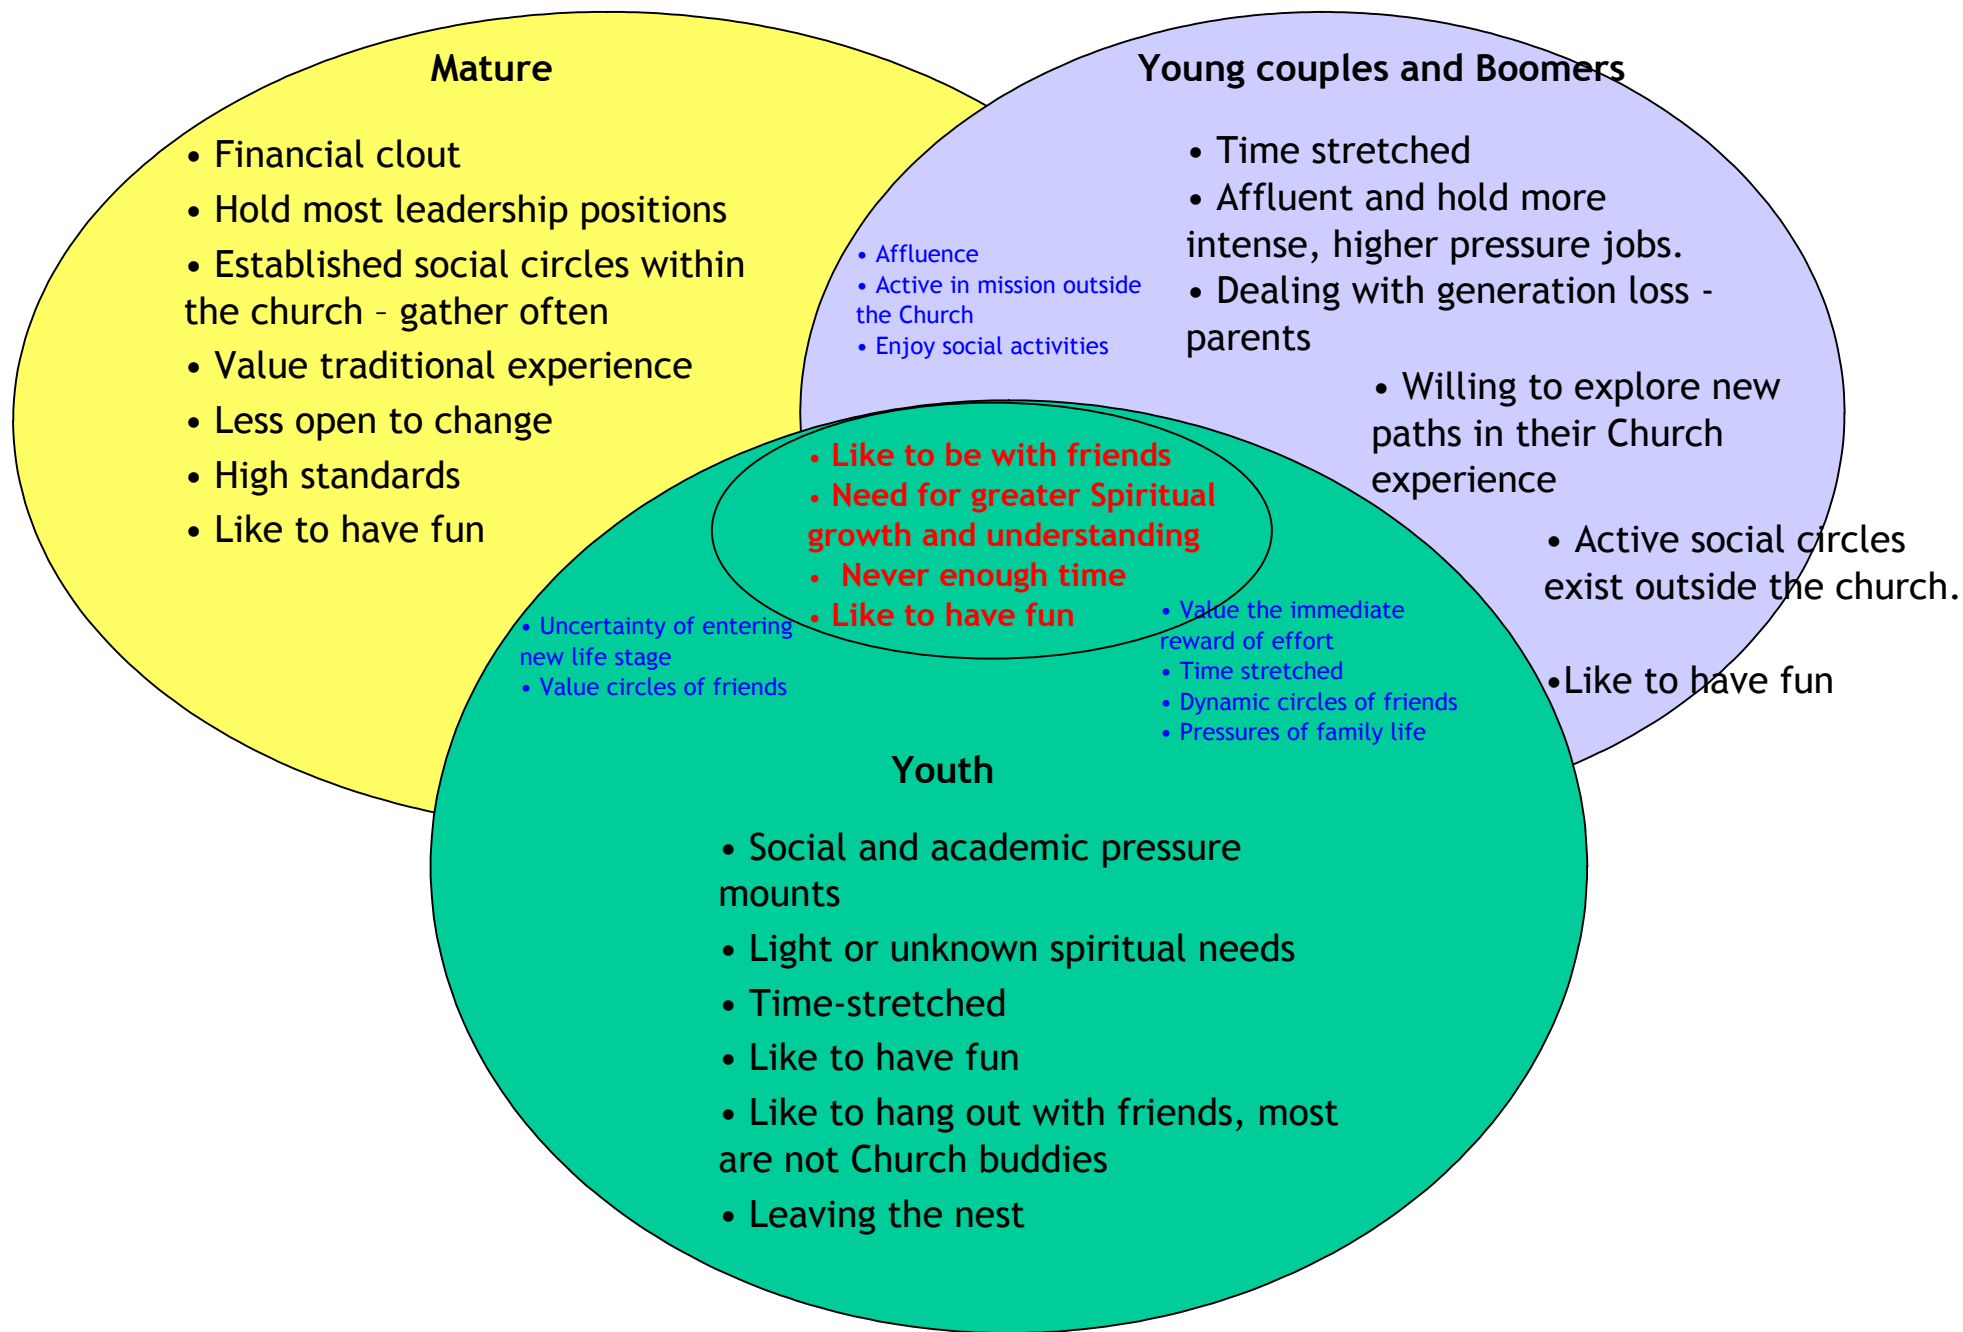 Mature
• Financial clout
• Hold most leadership positions
• Established social circles within
the church – gather often
• Value traditional experience
• Less open to change
• High standards
• Like to have fun
Young couples and Boomers
• Time stretched
• Affluent and hold more
intense, higher pressure jobs.
• Dealing with generation loss -
parents
• Willing to explore new
paths in their Church
experience
• Active social circles
exist outside the church.
•Like to have fun
• Affluence
• Active in mission outside
the Church
• Enjoy social activities
• Like to be with friends
• Need for greater Spiritual
growth and understanding
• Never enough time
• Like to have fun
• Uncertainty of entering
new life stage
• Value circles of friends
• Value the immediate
reward of effort
• Time stretched
• Dynamic circles of friends
• Pressures of family life
Youth
• Social and academic pressure
mounts
• Light or unknown spiritual needs
• Time-stretched
• Like to have fun
• Like to hang out with friends, most
are not Church buddies
• Leaving the nest